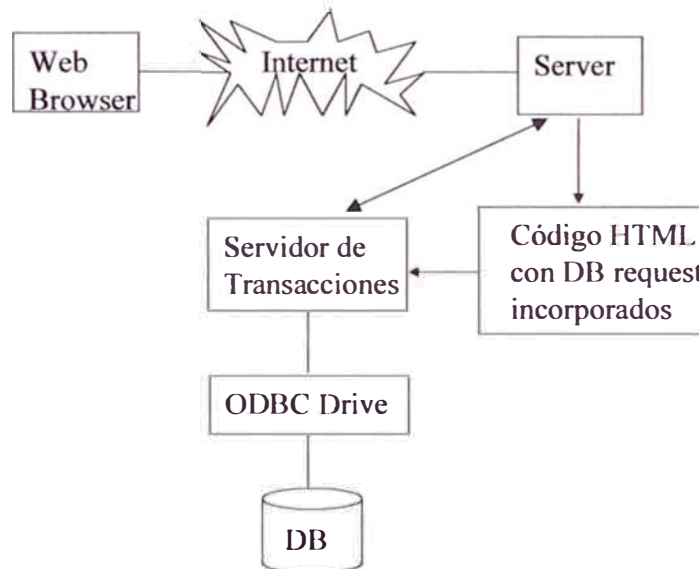 Web
Browser
Internet
Server
Servidor de
Transacciones
Código HTML
con DB request
incorporados
ODBC Drive
DB